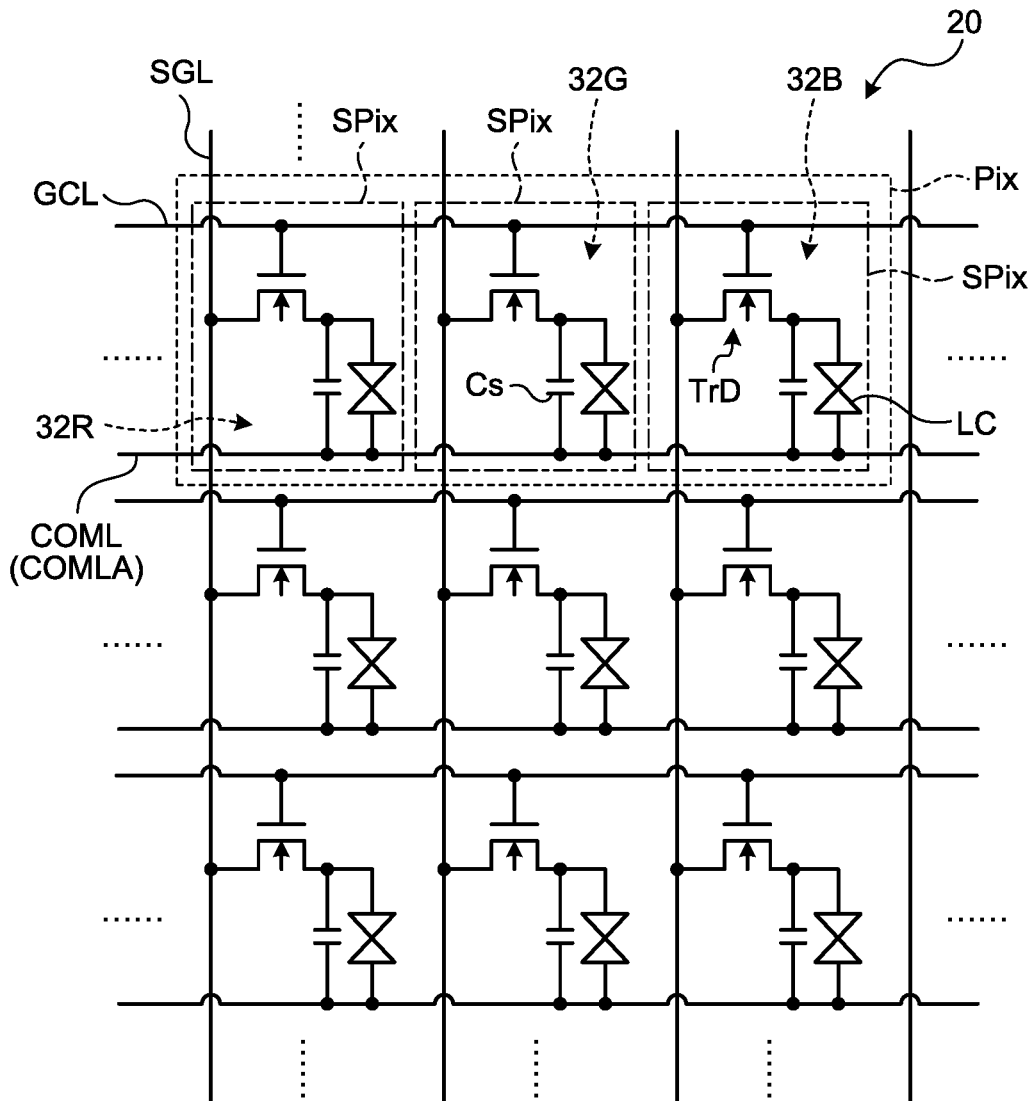 20
SGL
32G
32B
SPix
SPix
Pix
GCL
SPix
Cs
TrD
LC
32R
COML
(COMLA)